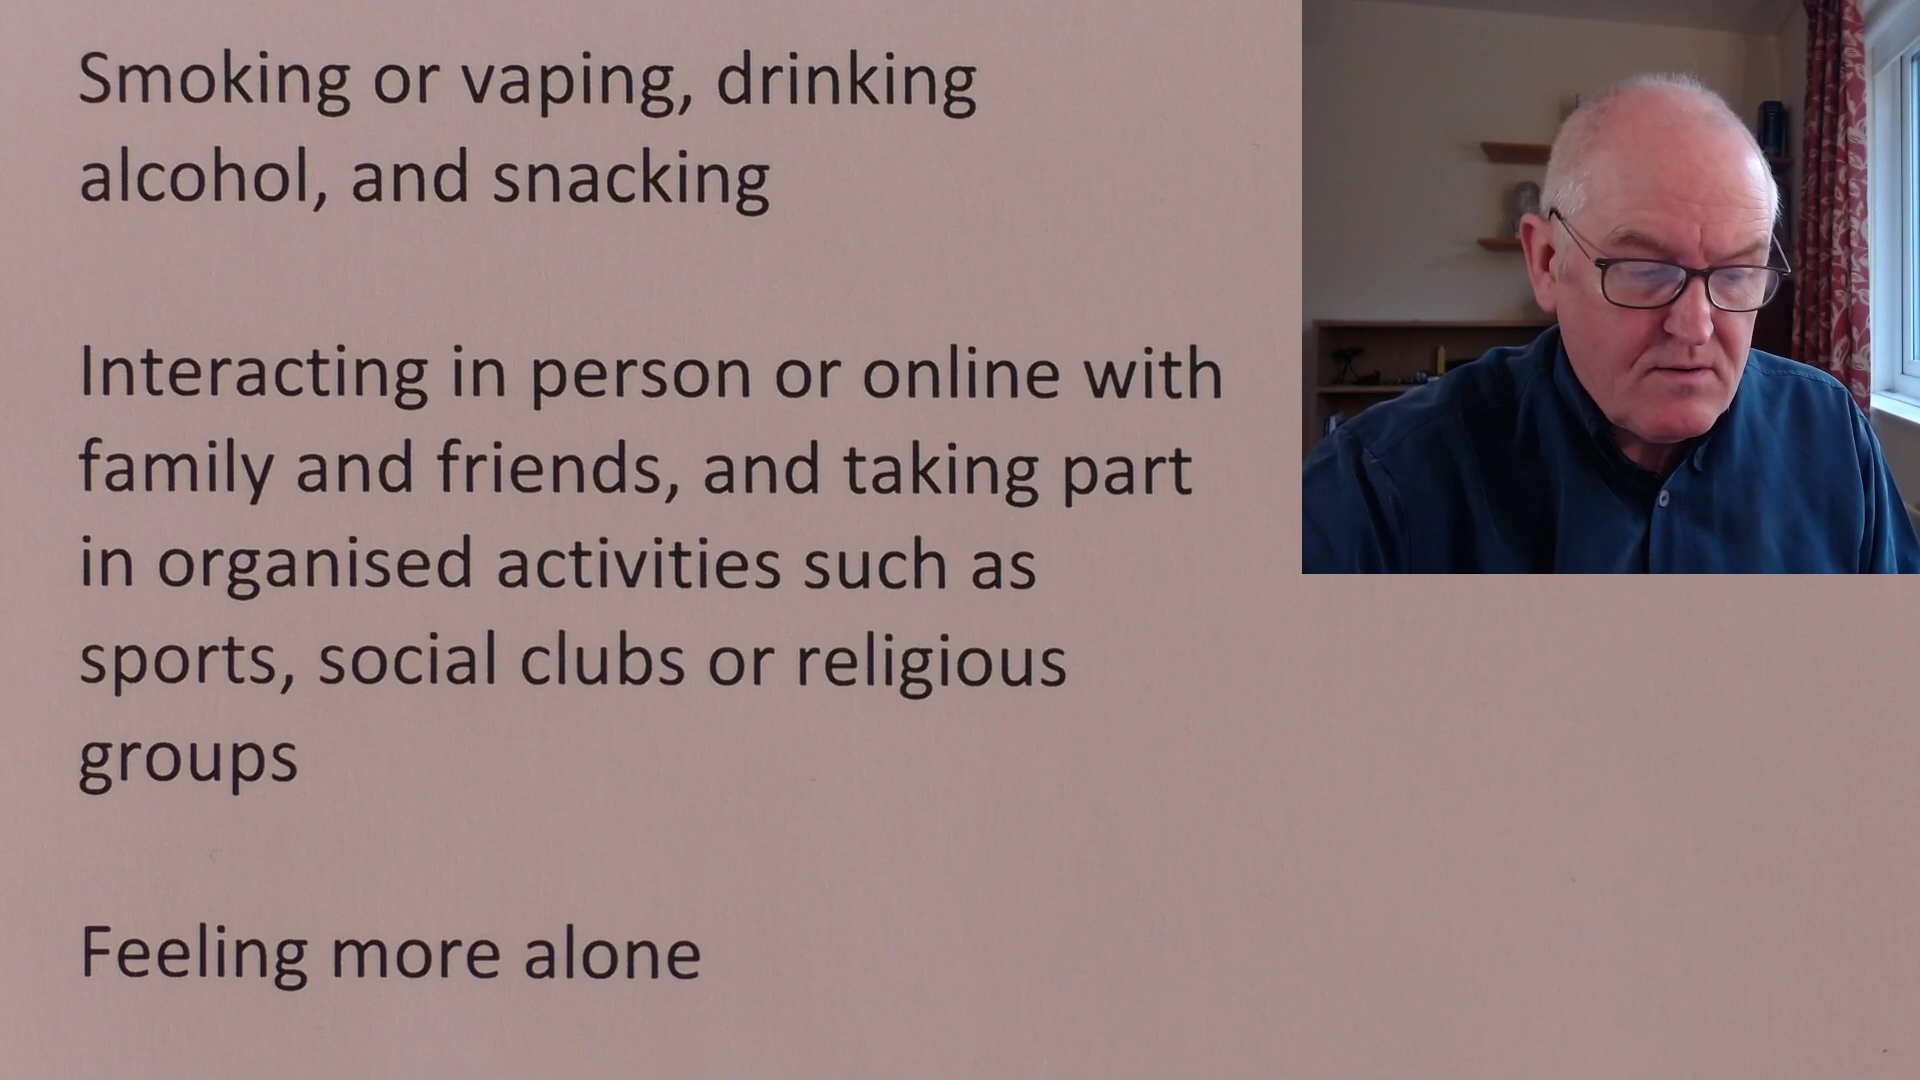 Smoking or vaping, drinking
alcohol, and snacking
Interacting in person or online with
family and friends, and taking part
in organised activities such as
sports, social clubs or religious
groups
Feeling more alone